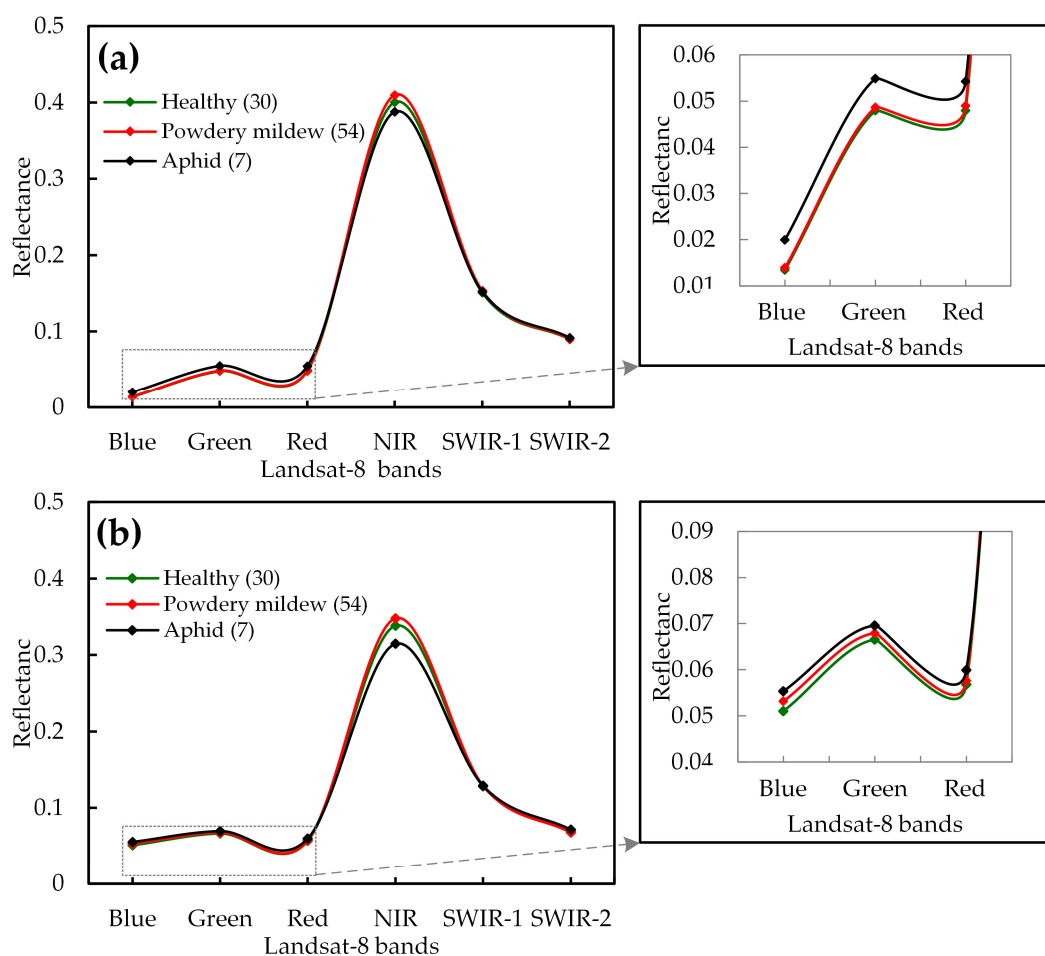 (a)
0.5
0.4
0.3
0.2
0.1
0
Reflectance
Healthy (30)
Powdery mildew (54)
Aphid (7)
Blue Green Red NIR SWIR-1 SWIR-2
Landsat-8 bands
0.06
0.05
0.04
0.03
0.02
0.01
Reflectanc
Blue Green Red
Landsat-8 bands
(b)
0.5
0.4
0.3
0.2
0.1
0
Reflectanc
Healthy (30)
Powdery mildew (54)
Aphid (7)
Blue Green Red NIR SWIR-1 SWIR-2
Landsat-8 bands
0.09
0.08
0.07
0.06
0.05
0.04
Reflectanc
Blue Green Red
Landsat-8 bands